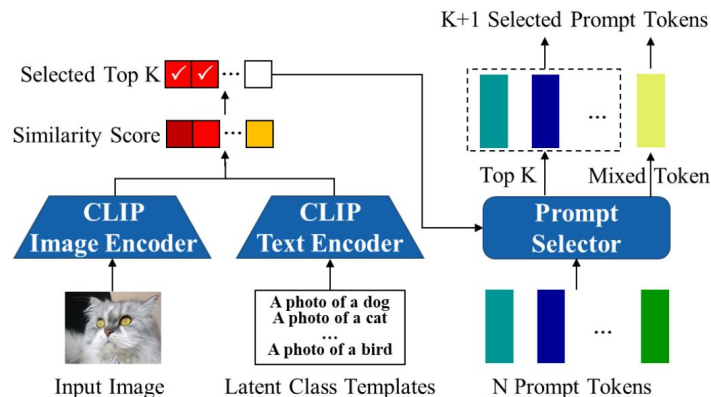 K+1 Selected Prompt Tokens
Selected Top K
✓ ✓ ...
Similarity Score
...
...
Top K
Mixed Token
CLIP
Image Encoder
CLIP
Text Encoder
Prompt
Selector
A photo of a dog
A photo of a cat
...
A photo of a bird
...
Input Image
Latent Class Templates
N Prompt Tokens